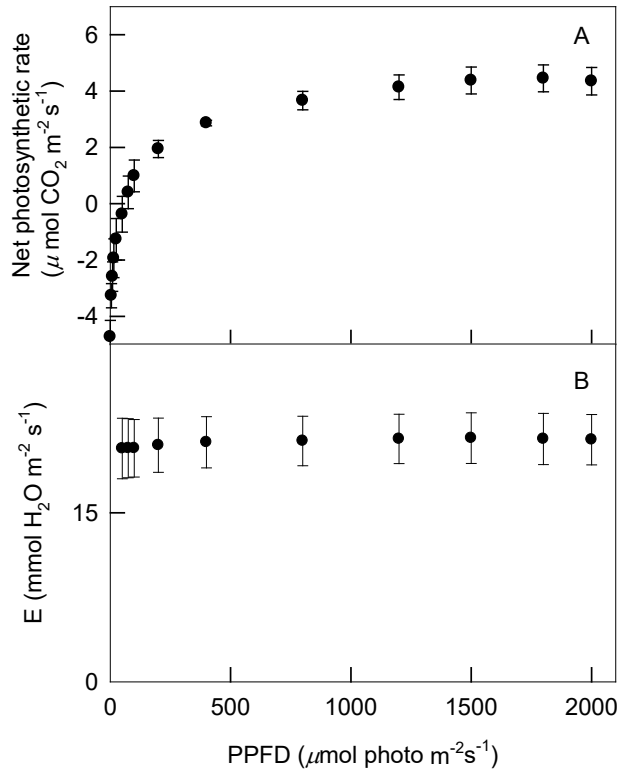 6
A
4
2
0
-2
-4
Net photosynthetic rate
(μ mol CO₂ m⁻² s⁻¹)
B
15
0
E (mmol H₂O m⁻² s⁻¹)
0 500 1000 1500 2000
PPFD (μmol photo m⁻²s⁻¹)